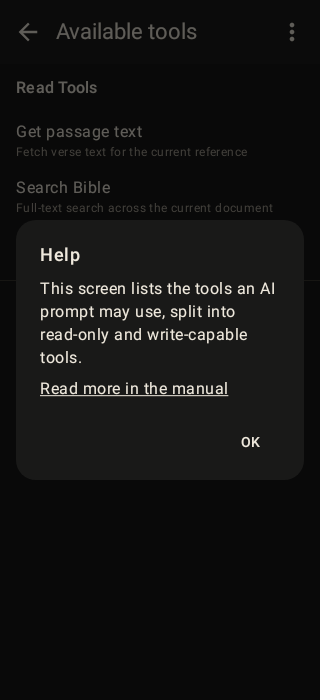 Available tools
Read Tools
Get passage text
Fetch verse text for the current reference
Search Bible
Full-text search across the current document
Help
This screen lists the tools an AI
prompt may use, split into
read-only and write-capable
tools.
Read more in the manual
OK